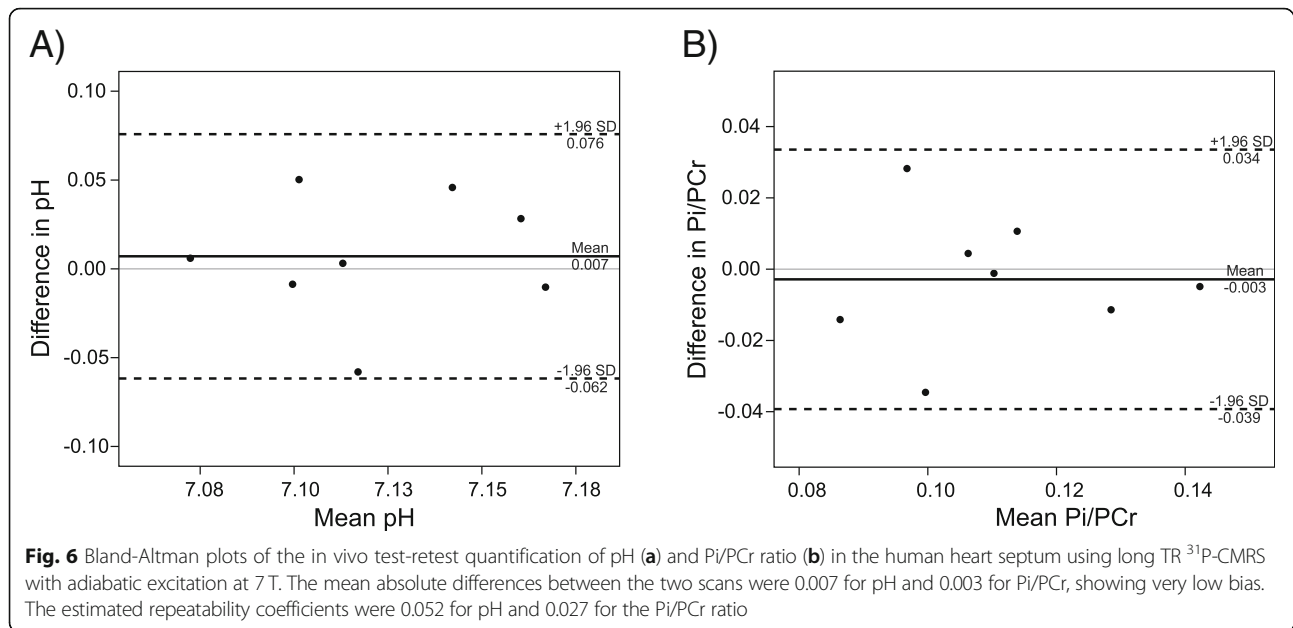 A)
0.10
0.05
0.00
-0.05
-0.10
Difference in pH
+1.96 SD
0.076
Mean
0.007
-1.96 SD
-0.062
7.08 7.10 7.13 7.15 7.18
Mean pH
B)
0.04
0.02
0.00
-0.02
-0.04
Difference in Pi/PCr
+1.96 SD
0.034
Mean
-0.003
-1.96 SD
-0.039
0.08 0.10 0.12 0.14
Mean Pi/PCr
Fig. 6 Bland-Altman plots of the in vivo test-retest quantification of pH (a) and Pi/PCr ratio (b) in the human heart septum using long TR ³¹P-CMRS
with adiabatic excitation at 7 T. The mean absolute differences between the two scans were 0.007 for pH and 0.003 for Pi/PCr, showing very low bias.
The estimated repeatability coefficients were 0.052 for pH and 0.027 for the Pi/PCr ratio